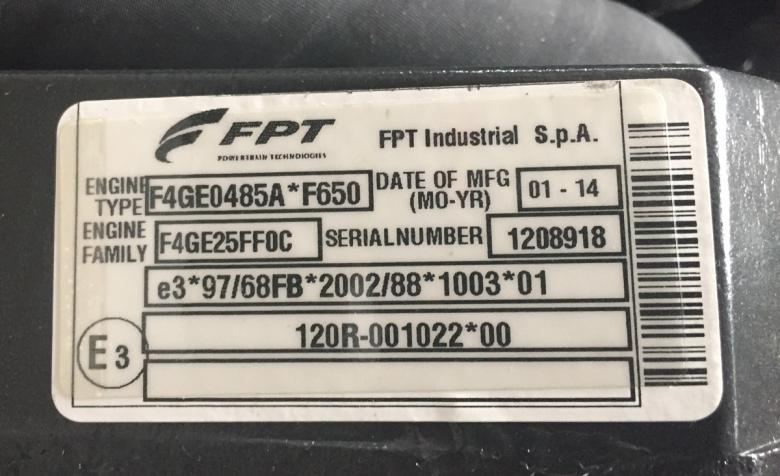 FPT
POWERTRAIN TECHNOLOGIES
FPT Industrial S.p.A.
ENGINE TYPE F4GE0485A*F650 DATE OF MFG (MO-YR) 01 - 14
ENGINE FAMILY F4GE25FF0C SERIALNUMBER 1208918
e3*97/68FB*2002/88*1003*01
120R-001022*00
E3